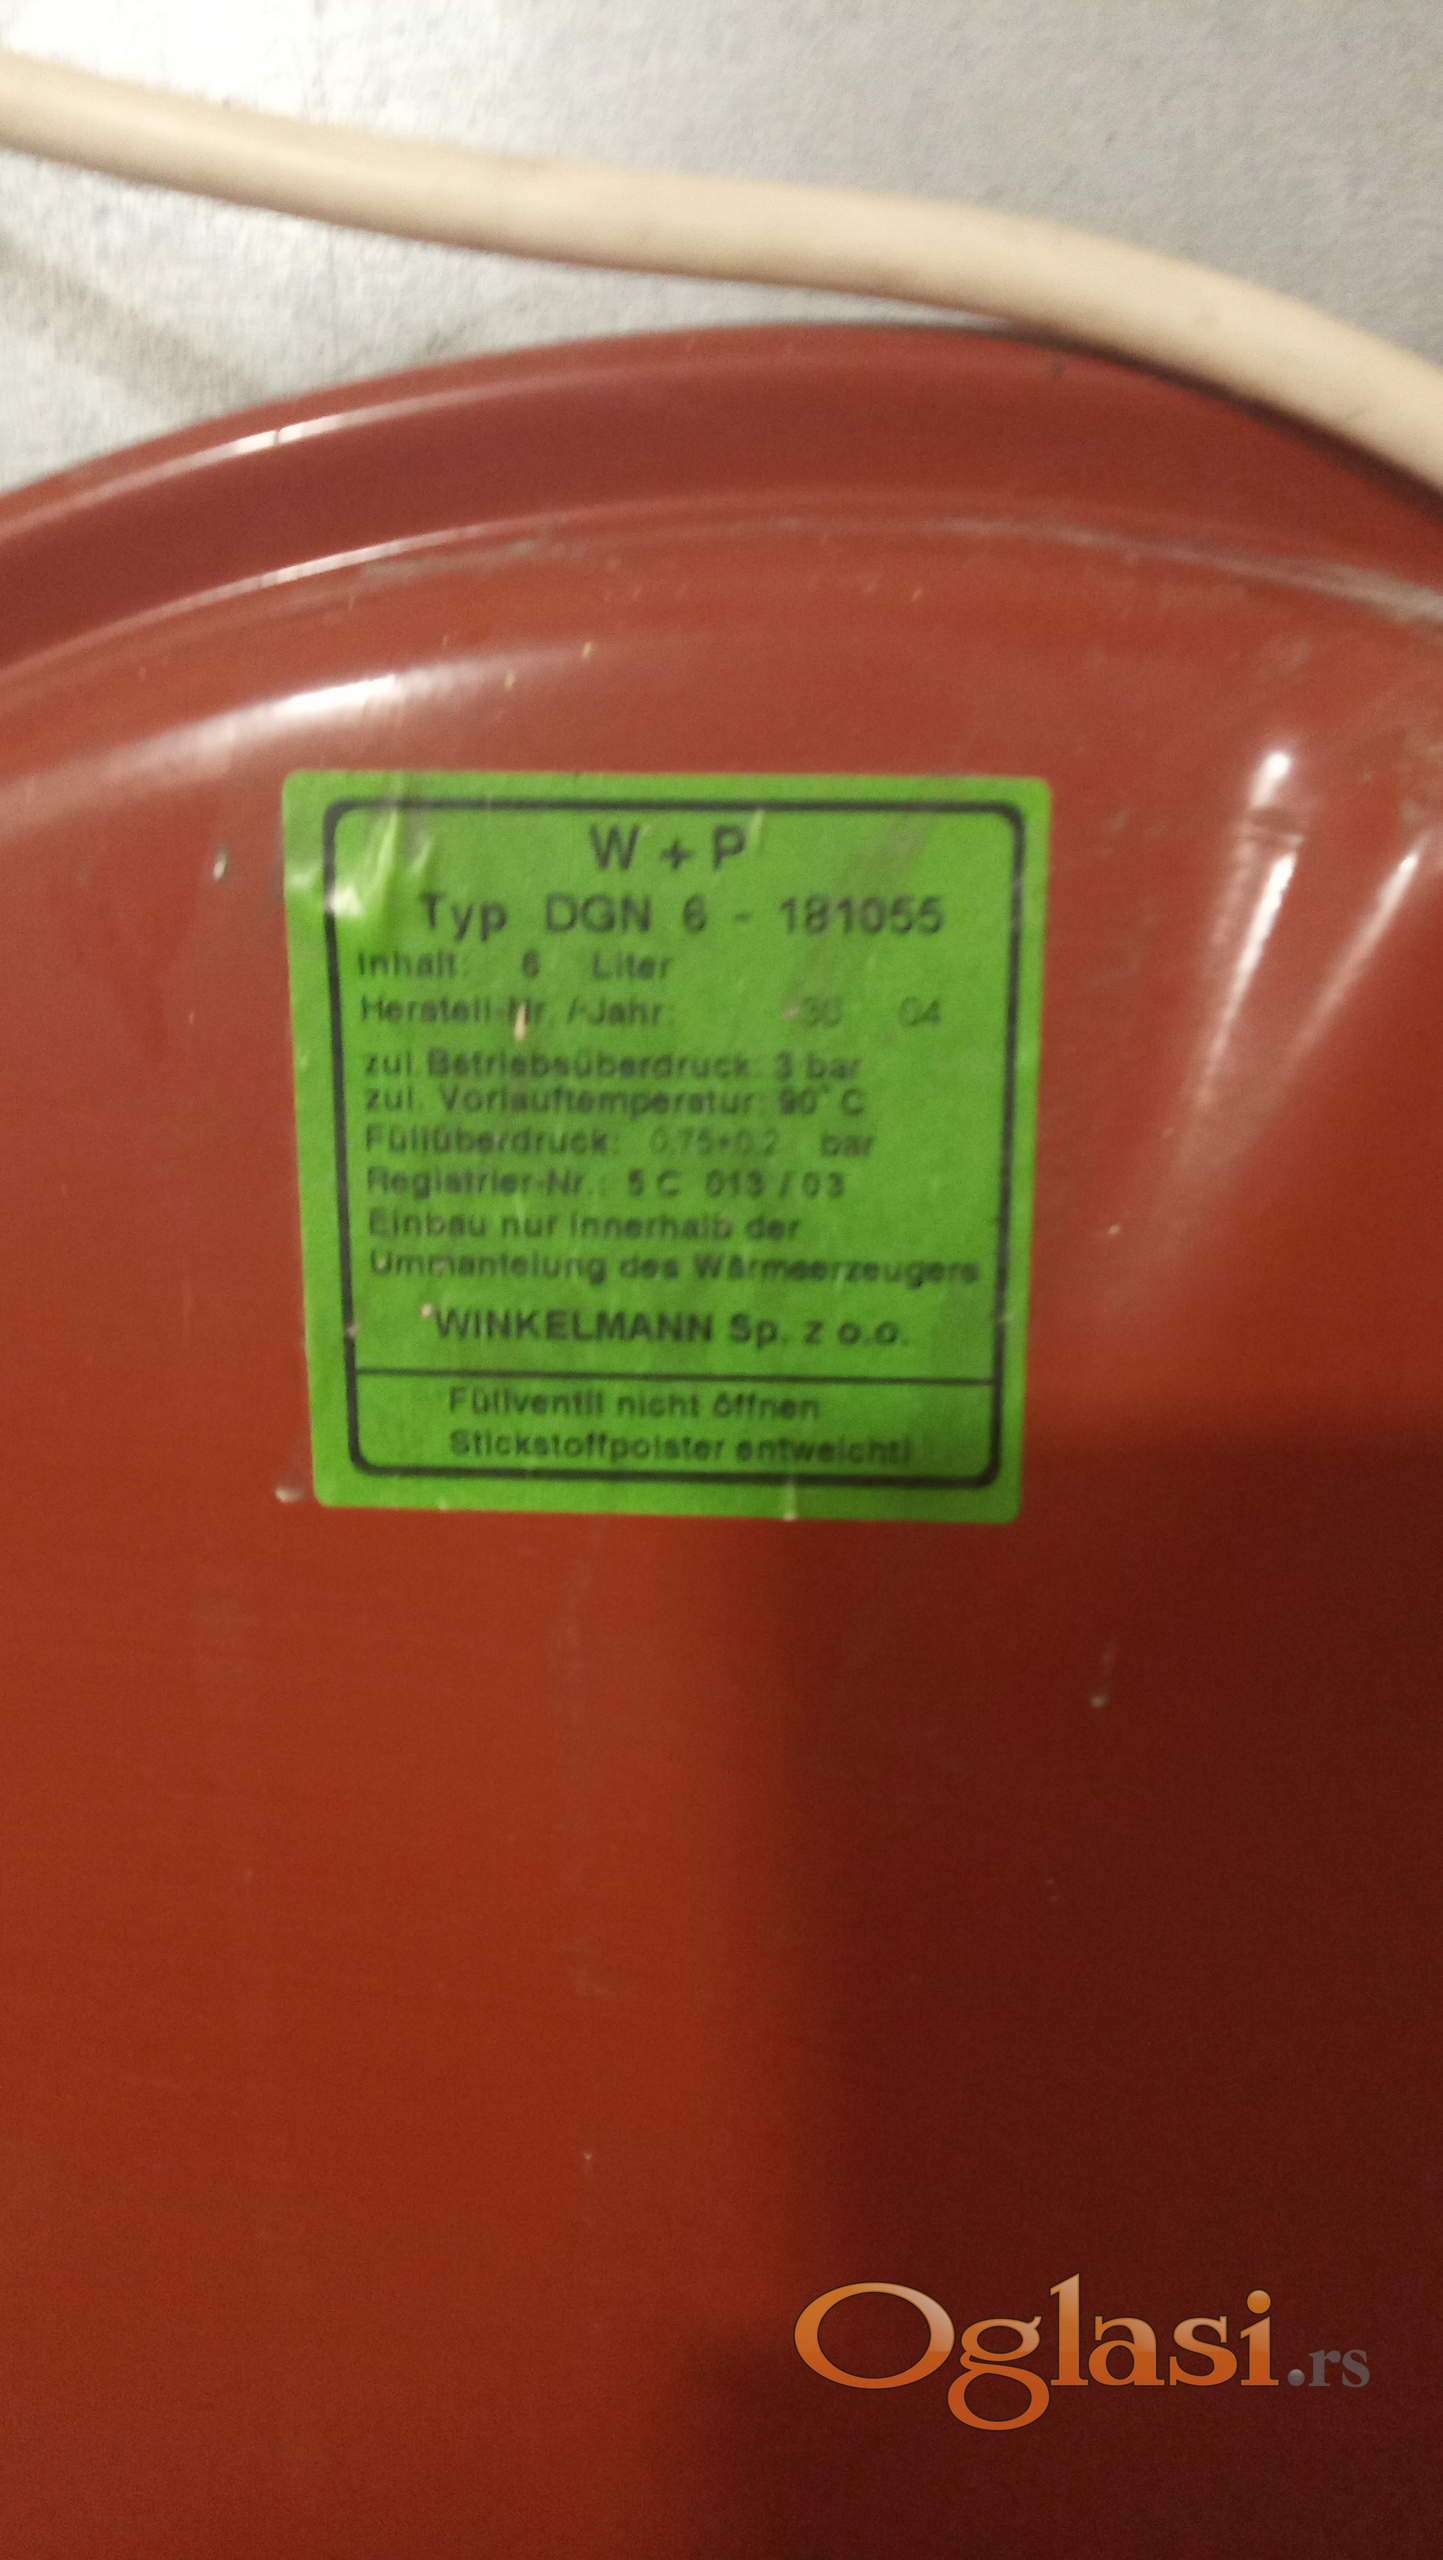 W + P
Typ DGN 6 - 181055
Inhalt: 6 Liter
Herstell-Nr. /-Jahr: 04
zul. Betriebsüberdruck: 3 bar
zul. Vorlauftemperatur: 90° C
Füllüberdruck: 0,75+0,2 bar
Registrier-Nr.: 5 C 013 / 03
Einbau nur innerhalb der
Ummantelung des Wärmeerzeugers
WINKELMANN Sp. z o.o.
Füllventil nicht öffnen
Stickstoffpolster entweicht!
Oglasi.rs